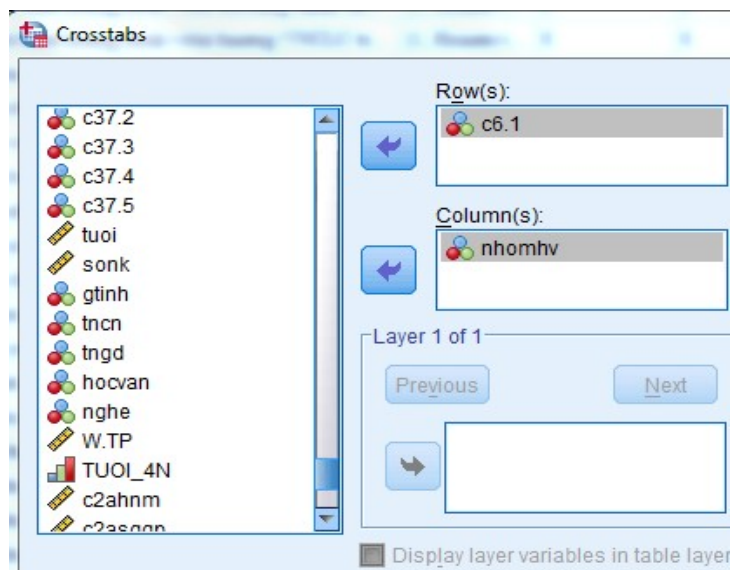 Crosstabs
c37.2
c37.3
c37.4
c37.5
tuoi
sonk
gtinh
tncn
tngd
hocvan
nghe
W.TP
TUOI_4N
c2ahnm
Row(s):
c6.1
Column(s):
nhomhv
Layer 1 of 1
Previous
Next
Display layer variables in table layer